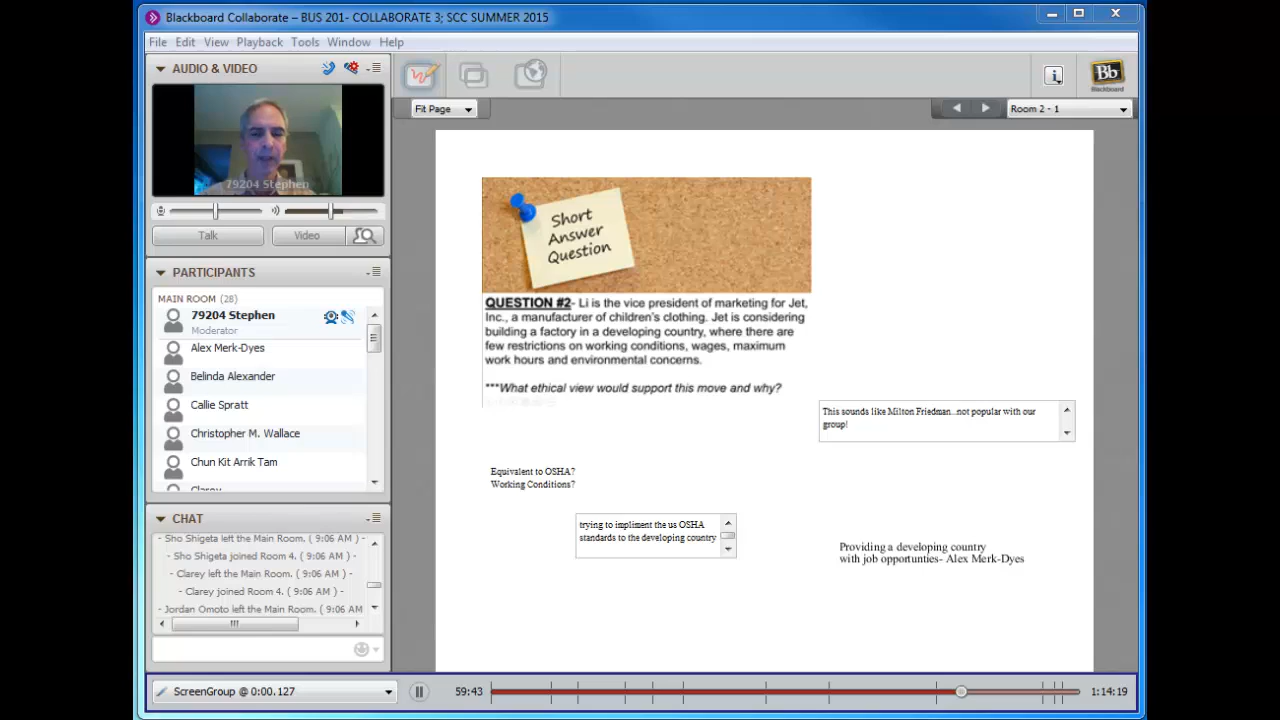 Blackboard Collaborate – BUS 201- COLLABORATE 3; SCC SUMMER 2015
File Edit View Playback Tools Window Help
AUDIO & VIDEO
79204 Stephen
Talk
Video
PARTICIPANTS
MAIN ROOM (28)
79204 Stephen
Moderator
Alex Merk-Dyes
Belinda Alexander
Callie Spratt
Christopher M. Wallace
Chun Kit Arrik Tam
Clarey
CHAT
- Sho Shigeta left the Main Room. ( 9:06 AM ) -
- Sho Shigeta joined Room 4. ( 9:06 AM ) -
- Clarey left the Main Room. ( 9:06 AM ) -
- Clarey joined Room 4. ( 9:06 AM ) -
- Jordan Omoto left the Main Room. ( 9:06 AM
ScreenGroup @ 0:00.127
Fit Page
Bb
Blackboard
Room 2 - 1
Short
Answer
Question
QUESTION #2- Li is the vice president of marketing for Jet,
Inc., a manufacturer of children's clothing. Jet is considering
building a factory in a developing country, where there are
few restrictions on working conditions, wages, maximum
work hours and environmental concerns.
***What ethical view would support this move and why?
This sounds like Milton Friedman...not popular with our
group!
Equivalent to OSHA?
Working Conditions?
trying to impliment the us OSHA
standards to the developing country
Providing a developing country
with job opportunties- Alex Merk-Dyes
59:43
1:14:19